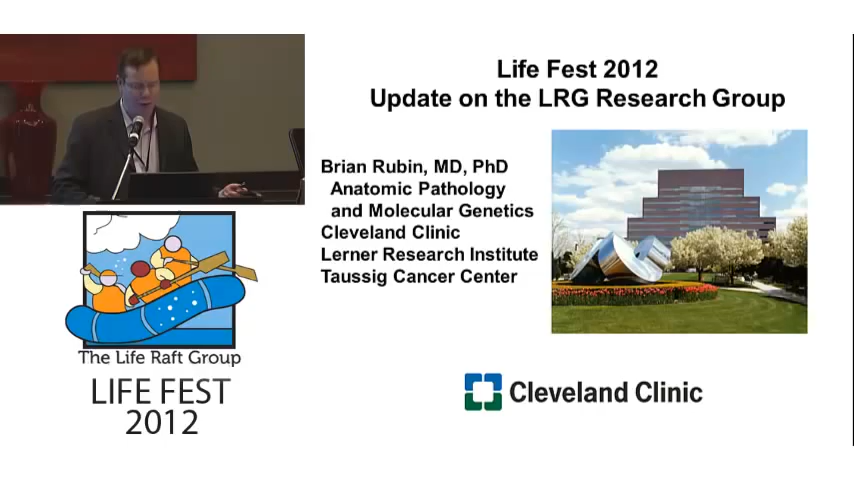 Life Fest 2012
Update on the LRG Research Group
Brian Rubin, MD, PhD
Anatomic Pathology
and Molecular Genetics
Cleveland Clinic
Lerner Research Institute
Taussig Cancer Center
The Life Raft Group
LIFE FEST
2012
Cleveland Clinic